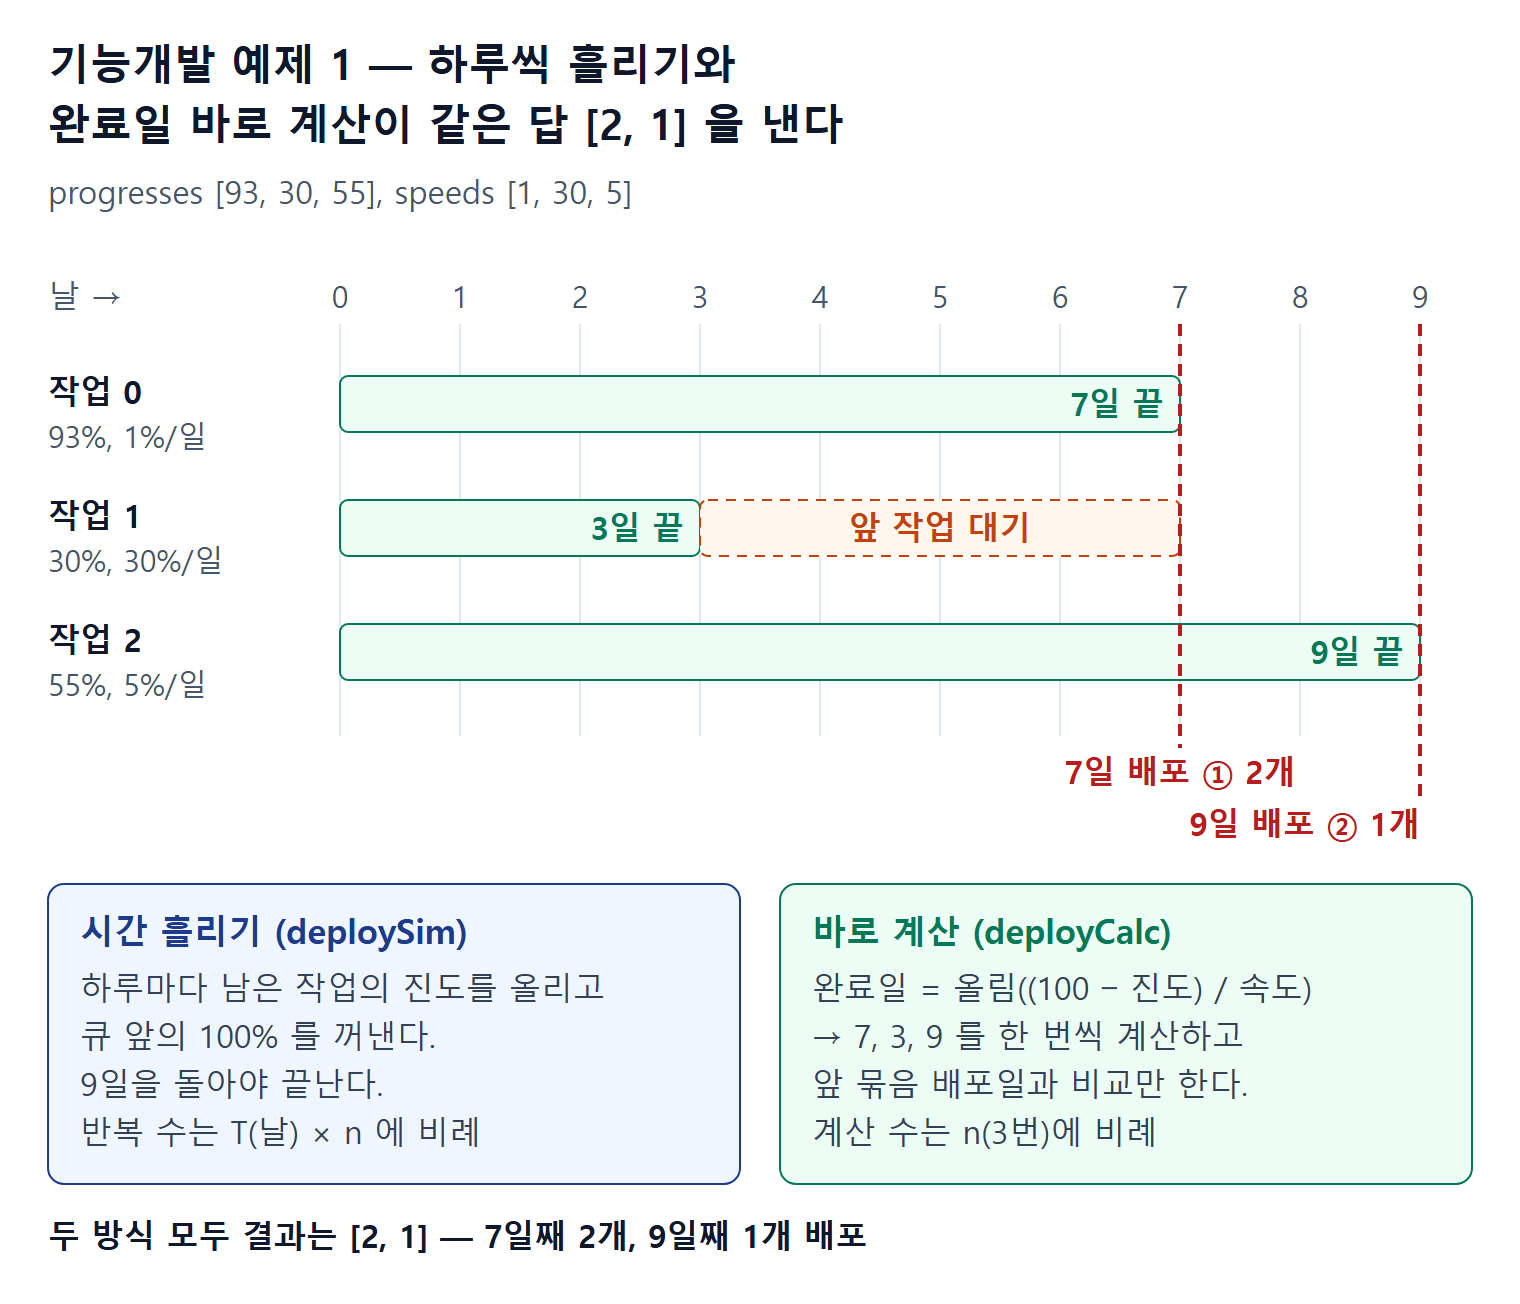 기능개발 예제 1 — 하루씩 흘리기와
완료일 바로 계산이 같은 답 [2, 1] 을 낸다
progresses [93, 30, 55], speeds [1, 30, 5]
날 → 0 1 2 3 4 5 6 7 8 9
작업 0
7일 끝
93%, 1%/일
작업 1
3일 끝 앞 작업 대기
30%, 30%/일
작업 2
9일 끝
55%, 5%/일
7일 배포 ① 2개
9일 배포 ② 1개
시간 흘리기 (deploySim)
하루마다 남은 작업의 진도를 올리고
큐 앞의 100% 를 꺼낸다.
9일을 돌아야 끝난다.
반복 수는 T(날) × n 에 비례
바로 계산 (deployCalc)
완료일 = 올림((100 − 진도) / 속도)
→ 7, 3, 9 를 한 번씩 계산하고
앞 묶음 배포일과 비교만 한다.
계산 수는 n(3번)에 비례
두 방식 모두 결과는 [2, 1] — 7일째 2개, 9일째 1개 배포